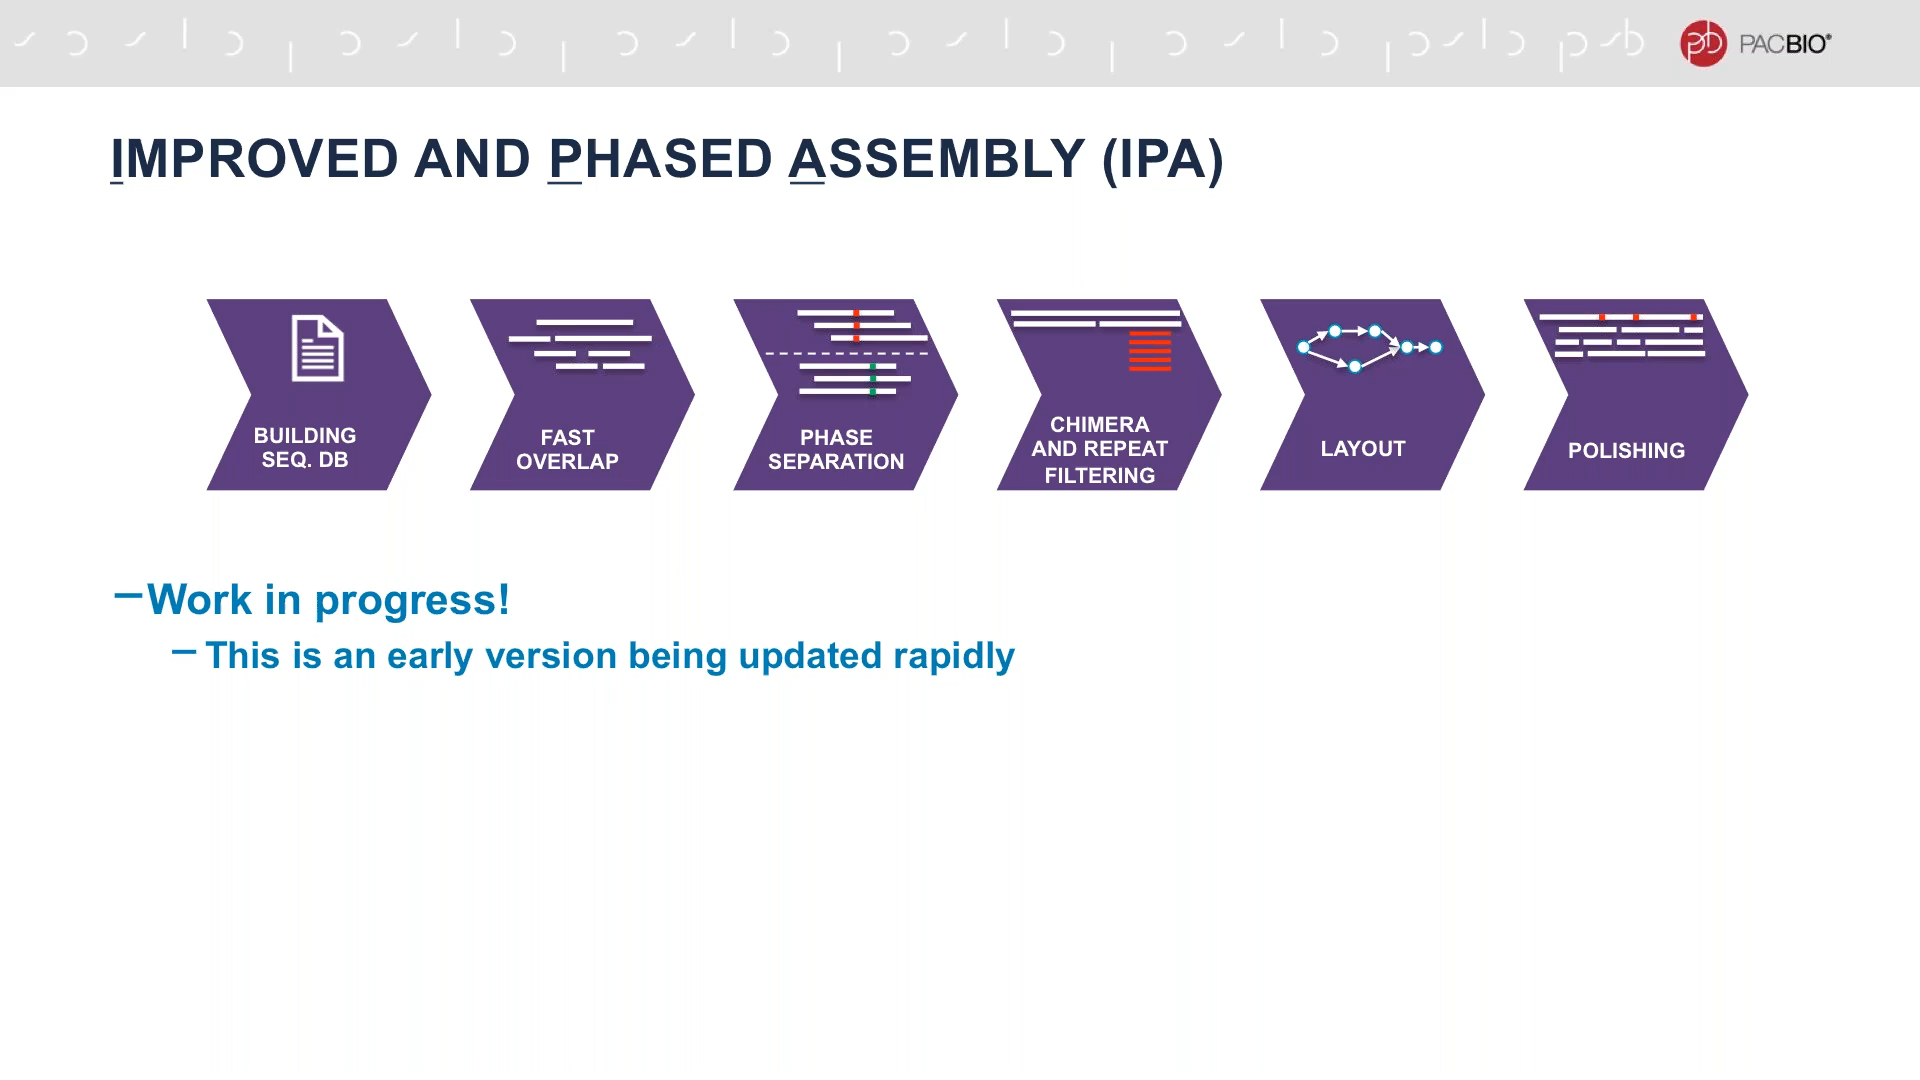 PACBIO®
IMPROVED AND PHASED ASSEMBLY (IPA)
BUILDING
SEQ. DB
FAST
OVERLAP
PHASE
SEPARATION
CHIMERA
AND REPEAT
FILTERING
LAYOUT
POLISHING
–Work in progress!
– This is an early version being updated rapidly